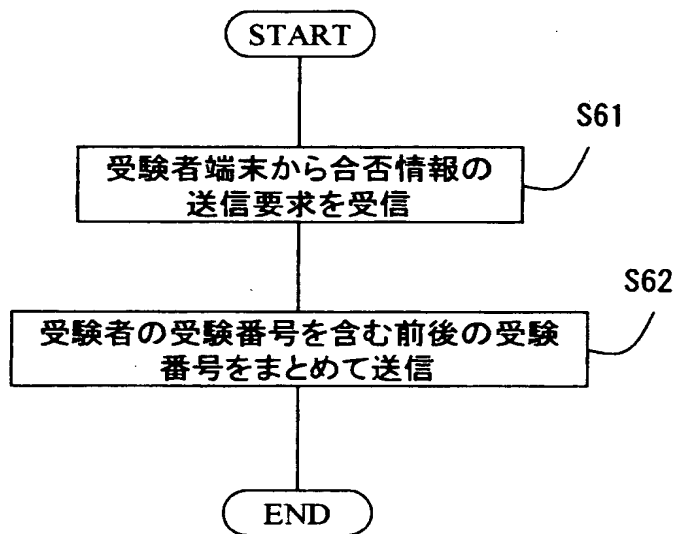 START
S61
受験者端末から合否情報の
送信要求を受信
S62
受験者の受験番号を含む前後の受験
番号をまとめて送信
END